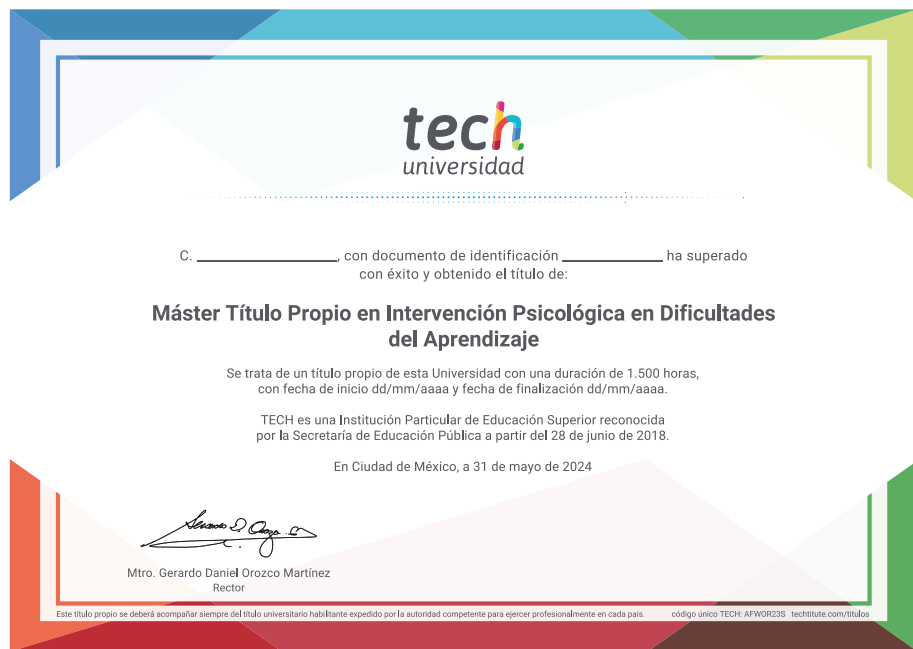 tech
universidad
C. ____________________, con documento de identificación ______________ ha superado
con éxito y obtenido el título de:
Máster Título Propio en Intervención Psicológica en Dificultades
del Aprendizaje
Se trata de un título propio de esta Universidad con una duración de 1.500 horas,
con fecha de inicio dd/mm/aaaa y fecha de finalización dd/mm/aaaa.
TECH es una Institución Particular de Educación Superior reconocida
por la Secretaría de Educación Pública a partir del 28 de junio de 2018.
En Ciudad de México, a 31 de mayo de 2024
Mtro. Gerardo Daniel Orozco Martínez
Rector
Este título propio se deberá acompañar siempre del título universitario habilitante expedido por la autoridad competente para ejercer profesionalmente en cada país. código único TECH: AFWOR23S techtitute.com/titulos